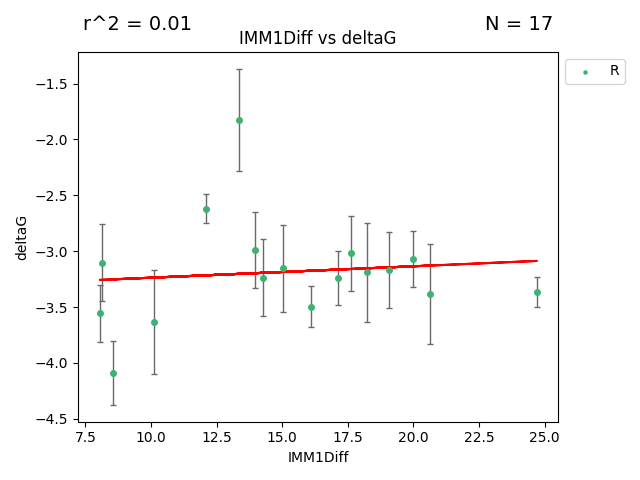 r^2 = 0.01
N = 17
IMM1Diff vs deltaG
R
−1.5
−2.0
−2.5
−3.0
−3.5
−4.0
−4.5
deltaG
7.5 10.0 12.5 15.0 17.5 20.0 22.5 25.0
IMM1Diff